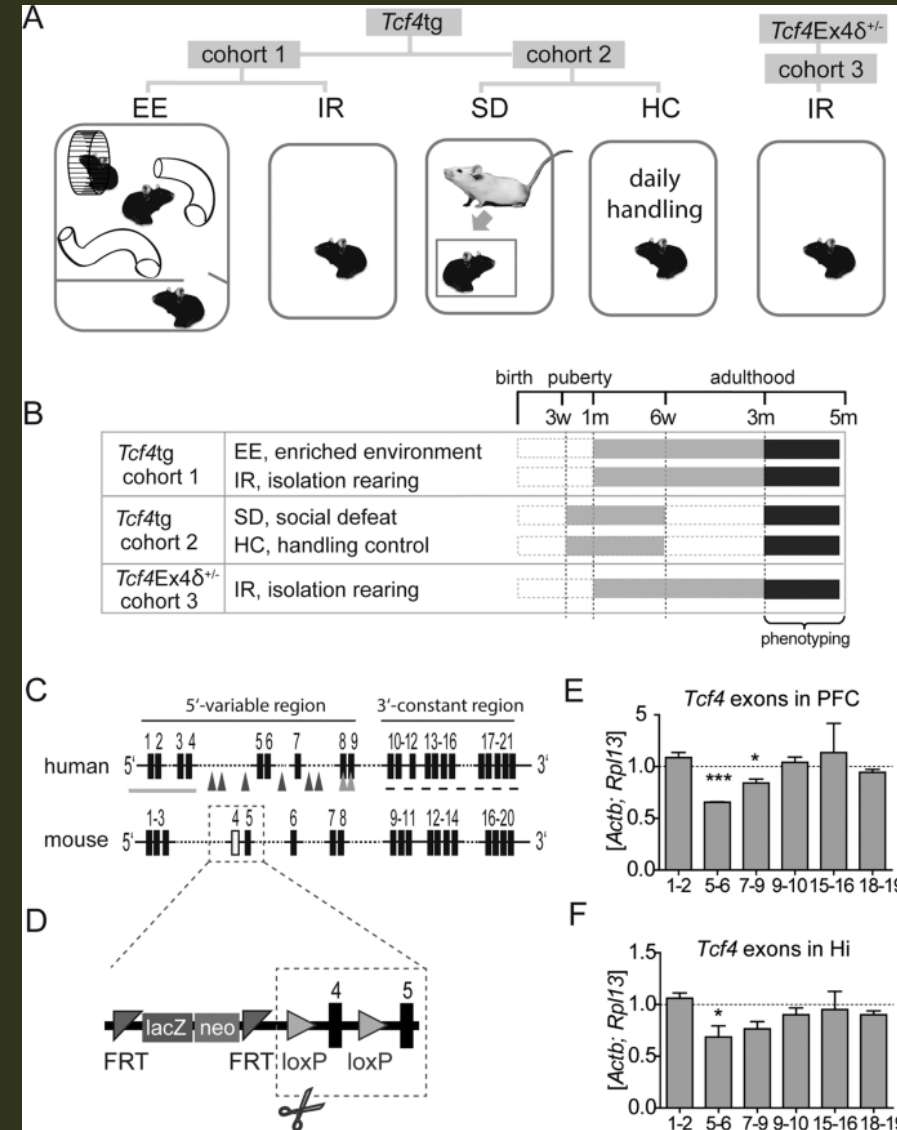 A
Tcf4tg
Tcf4Ex4δ+/-
cohort 1
cohort 2
cohort 3
EE
IR
SD
HC
IR
daily
handling
B
birth
puberty
adulthood
3w
1m
6w
3m
5m
Tcf4tg
cohort 1
EE, enriched environment
IR, isolation rearing
Tcf4tg
cohort 2
SD, social defeat
HC, handling control
Tcf4Ex4δ+/-
cohort 3
IR, isolation rearing
phenotyping
C
5'-variable region
3'-constant region
1 2 3 4 5 6 7 8 9 10-12 13-16 17-21
human 5' 3'
1-3 4 5 6 7 8 9-11 12-14 16-20
mouse 5' 3'
D
4
5
lacZ
neo
FRT
FRT
loxP
loxP
E
Tcf4 exons in PFC
[Actb; Rpl13]
5
1.0
0.5
0.0
***
*
1-2 5-6 7-9 9-10 15-16 18-19
F
Tcf4 exons in Hi
[Actb; Rpl13]
1.5
1.0
0.5
0.0
*
1-2 5-6 7-9 9-10 15-16 18-19